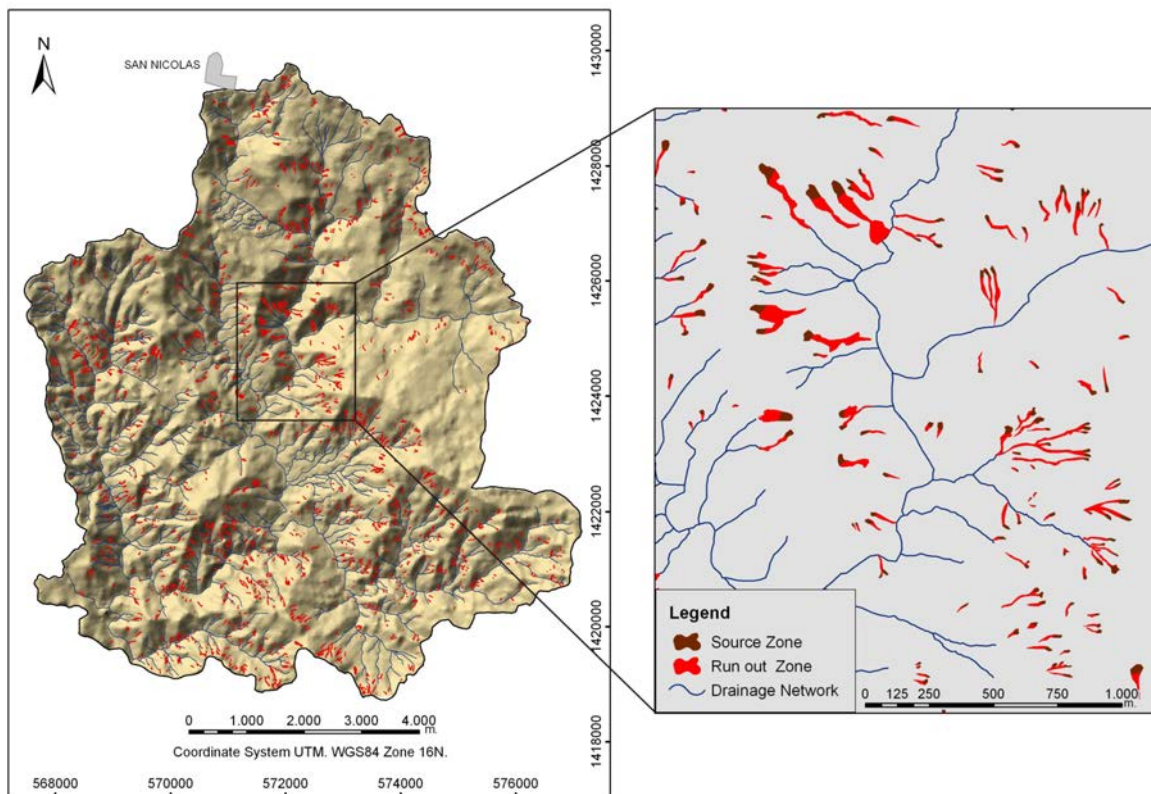 N
SAN NICOLAS
0 1.000 2.000 3.000 4.000
m.
Coordinate System UTM. WGS84 Zone 16N.
568000 570000 572000 574000 576000
1430000
1428000
1426000
1424000
1422000
1420000
1418000
Legend
Source Zone
Run out Zone
Drainage Network
0 125 250 500 750 1.000
m.